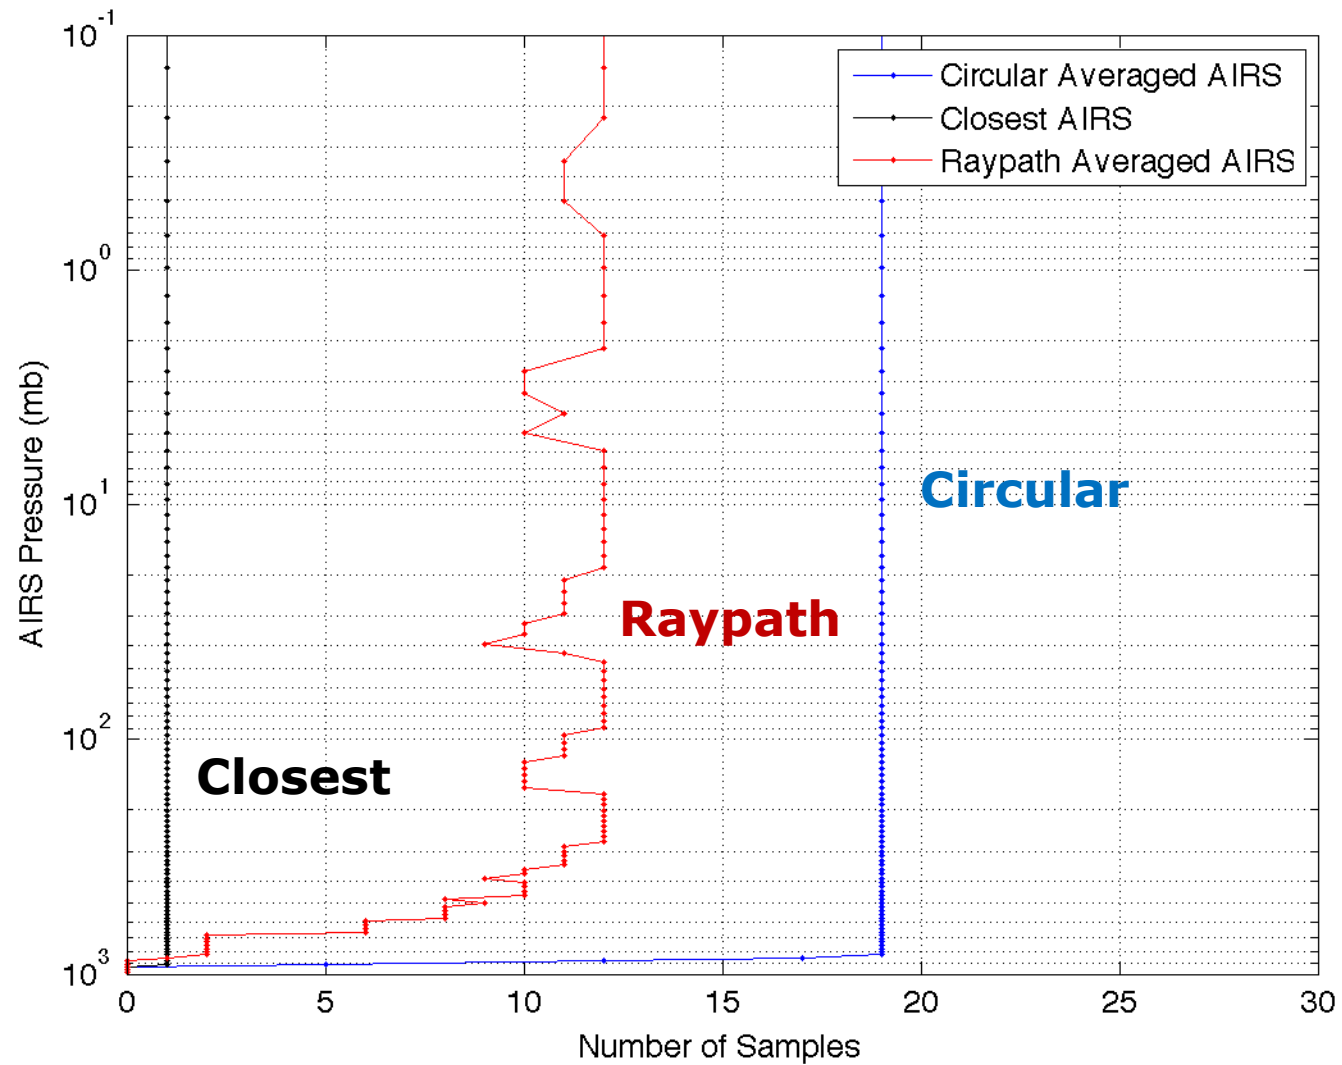 10^-1
10^0
10^1
10^2
10^3
AIRS Pressure (mb)
Circular Averaged AIRS
Closest AIRS
Raypath Averaged AIRS
Circular
Raypath
Closest
0 5 10 15 20 25 30
Number of Samples